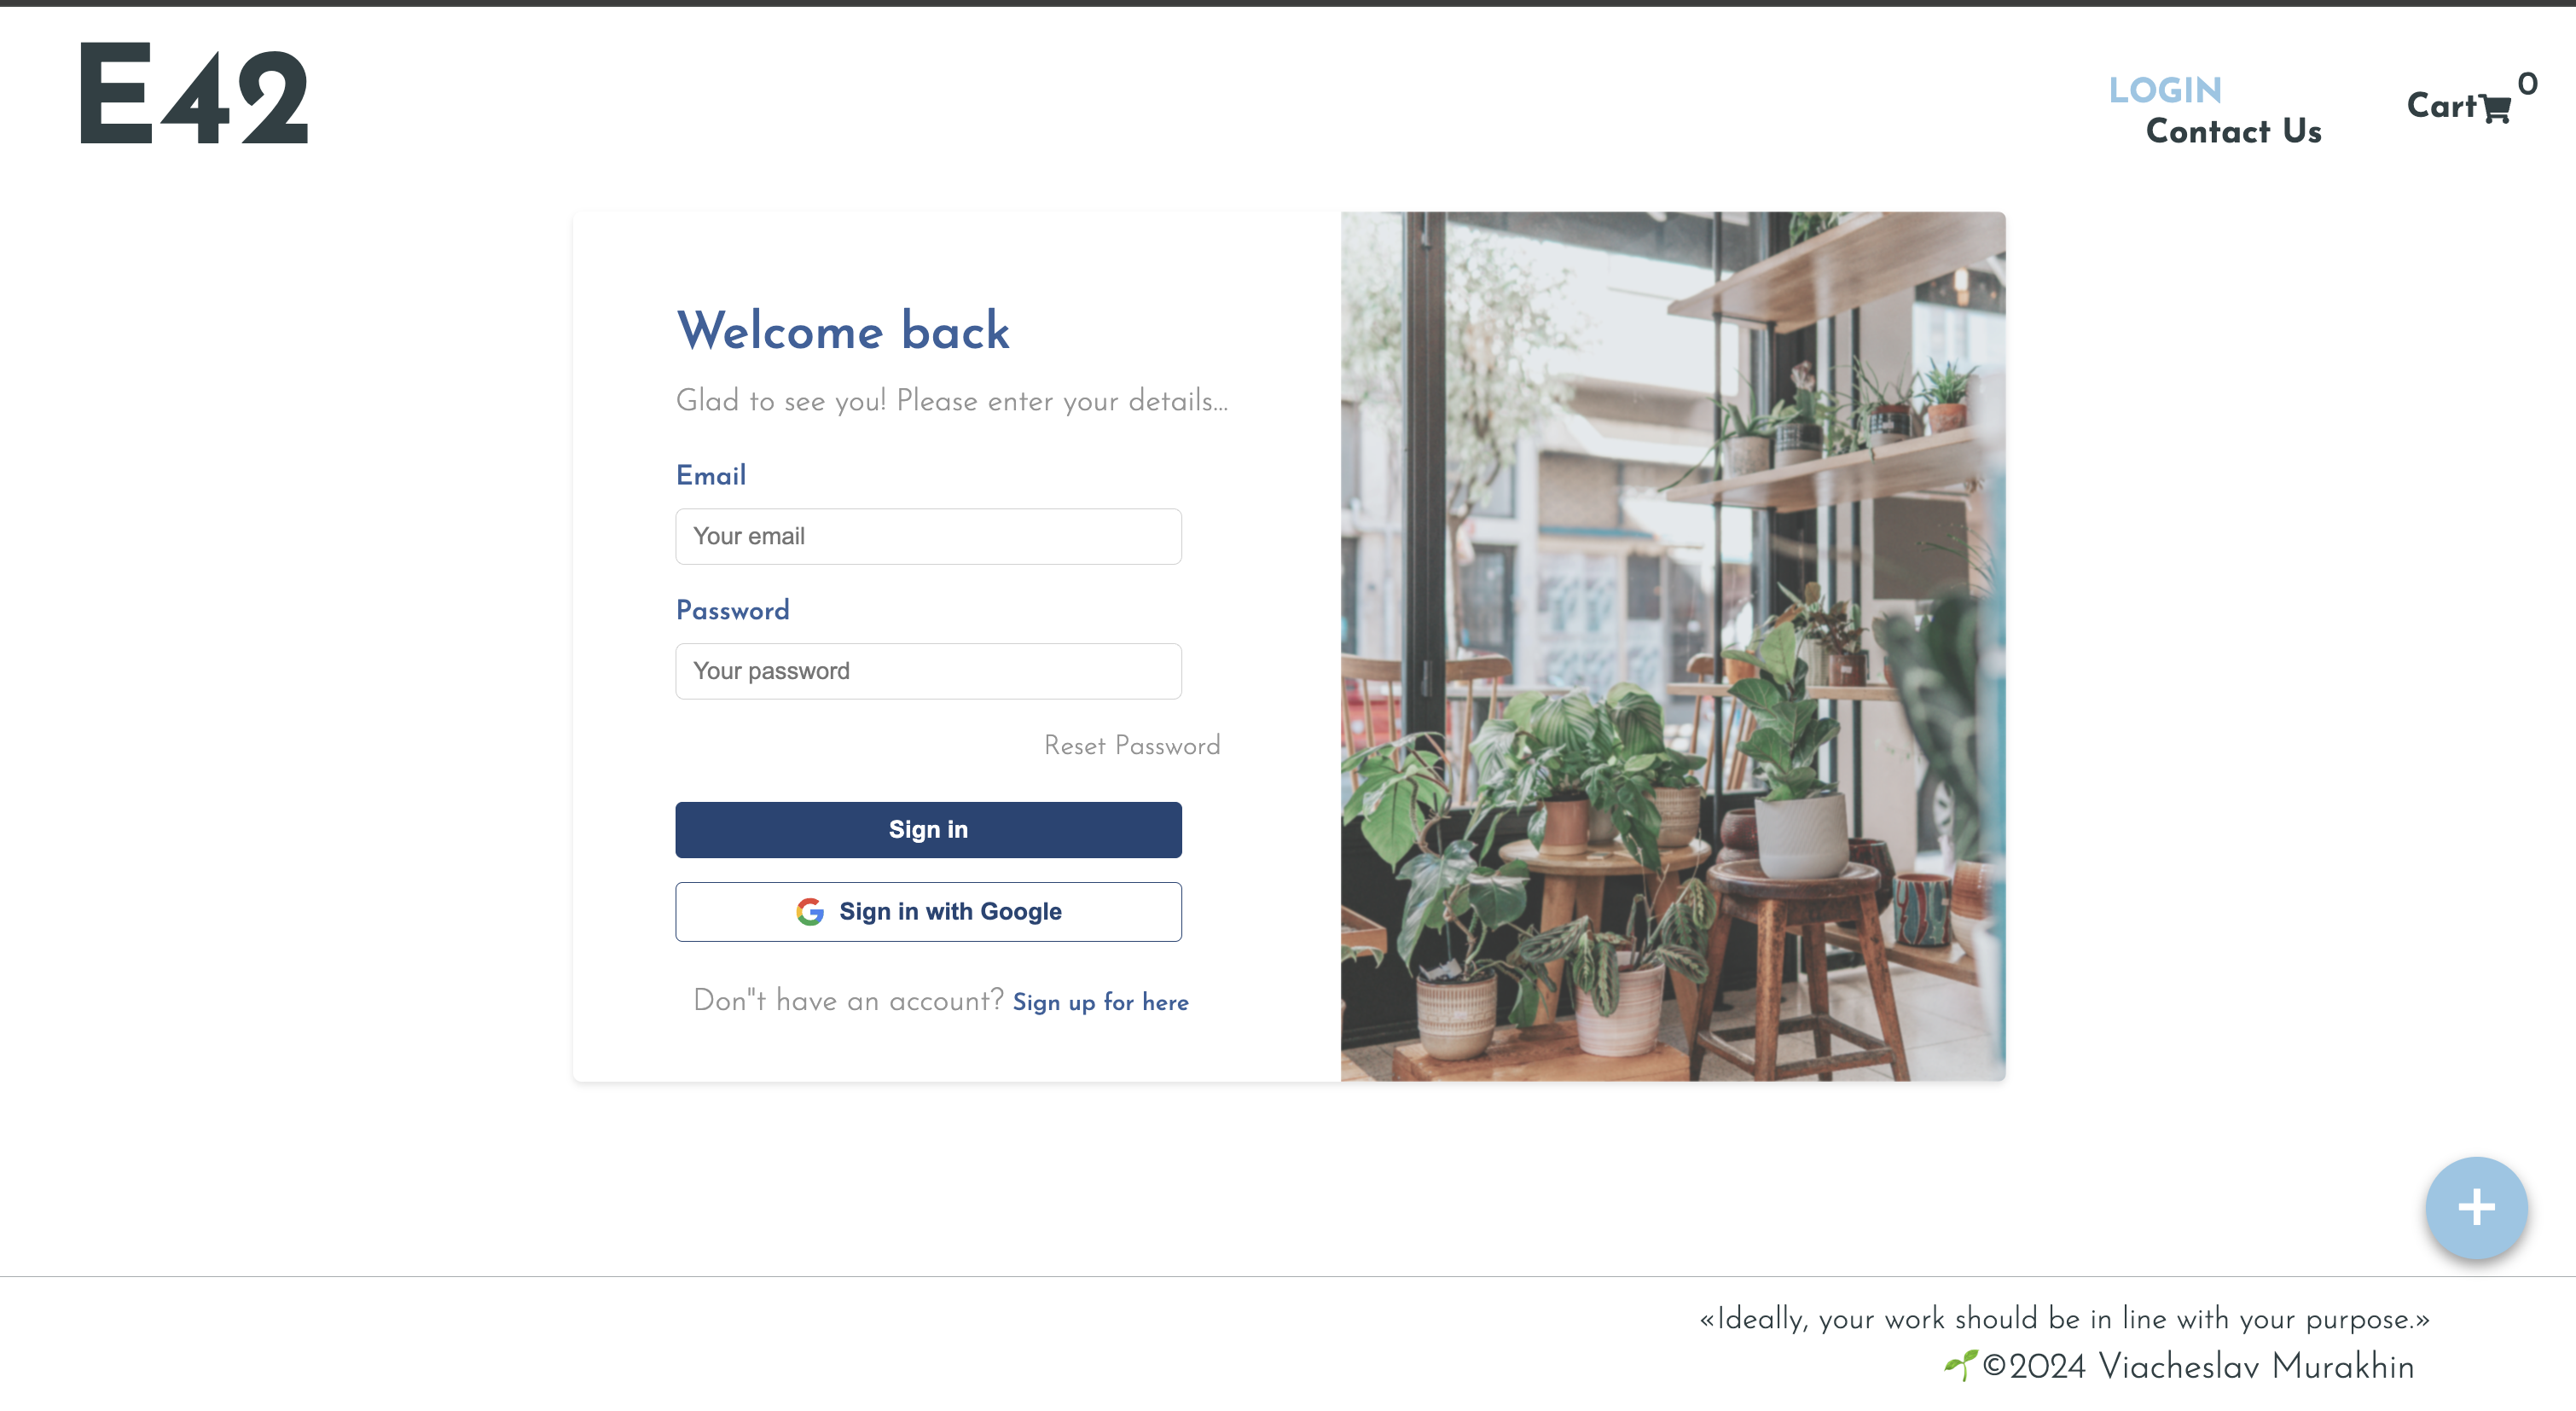 E42
LOGIN
Contact Us
Cart
0
Welcome back
Glad to see you! Please enter your details...
Email
Your email
Password
Your password
Reset Password
Sign in
Sign in with Google
Don"t have an account? Sign up for here
+
«Ideally, your work should be in line with your purpose.»
🌱©2024 Viacheslav Murakhin